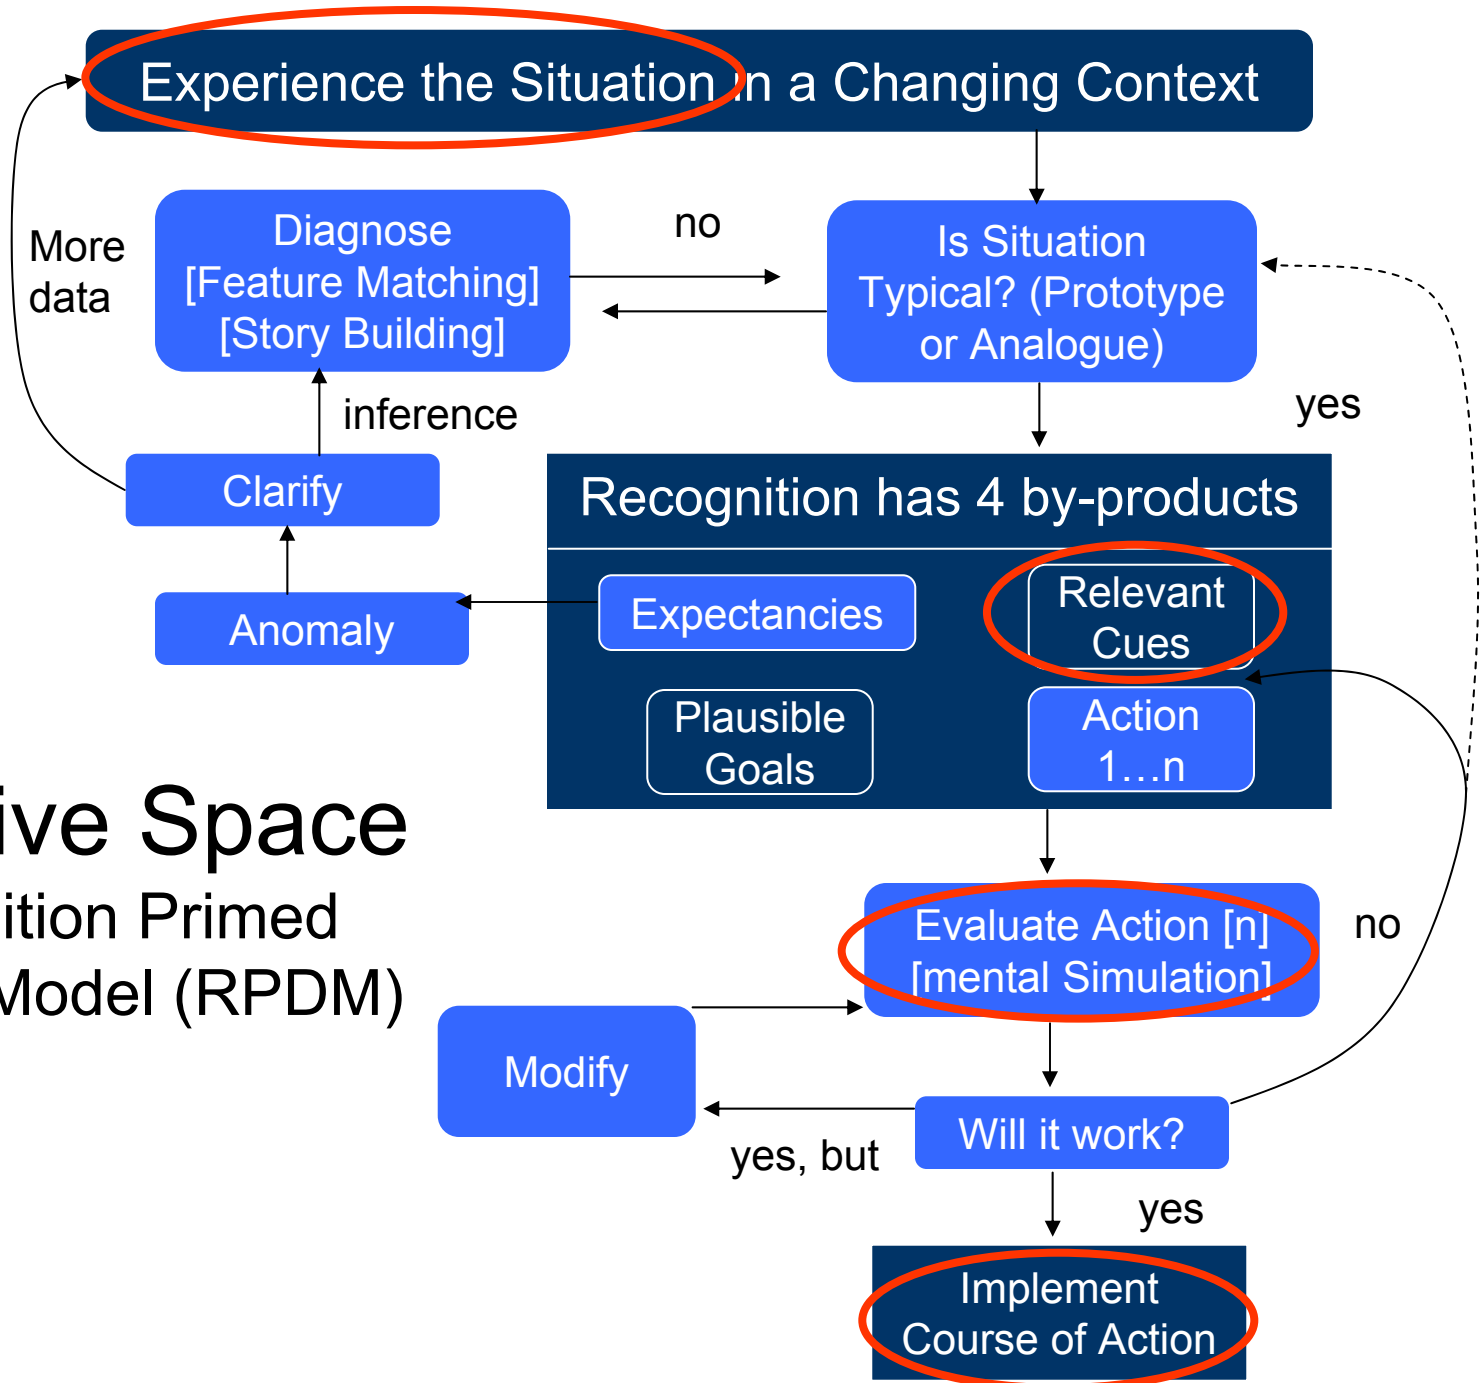 Experience the Situation in a Changing Context
More
data
Diagnose
[Feature Matching]
[Story Building]
no
Is Situation
Typical? (Prototype
or Analogue)
inference
yes
Clarify
Recognition has 4 by-products
Anomaly
Expectancies
Relevant
Cues
Plausible
Goals
Action
1…n
ive Space
ition Primed
Model (RPDM)
Evaluate Action [n]
[mental Simulation]
no
Modify
Will it work?
yes, but
yes
Implement
Course of Action